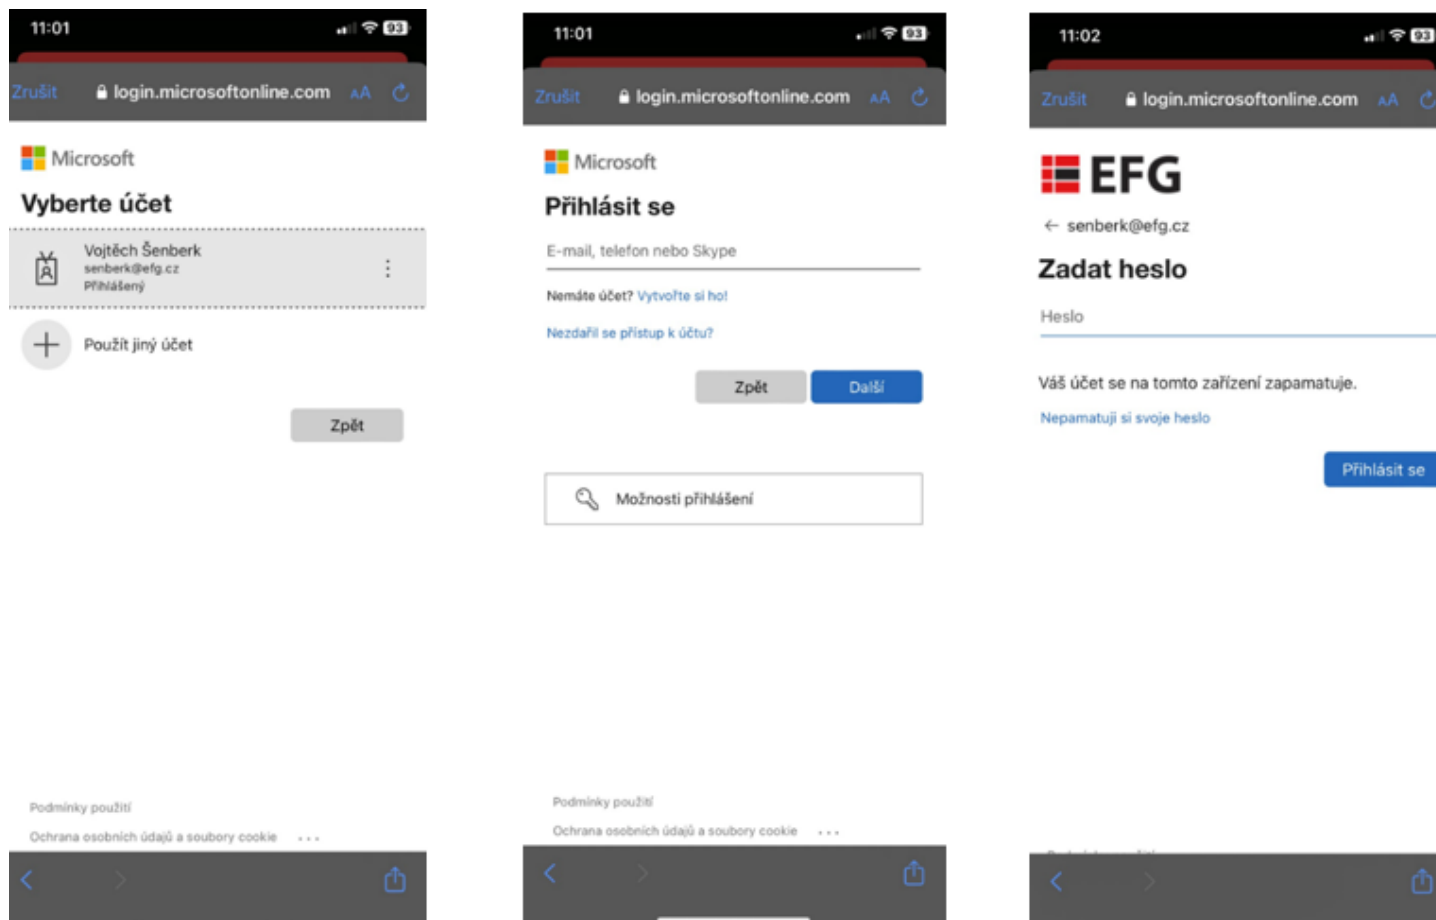 11:01
93
Zrušit
login.microsoftonline.com
AA
Microsoft
Vyberte účet
Vojtěch Šenberk
senberk@efg.cz
Přihlášený
Použít jiný účet
Zpět
Podmínky použití
Ochrana osobních údajů a soubory cookie
...
11:01
93
Zrušit
login.microsoftonline.com
AA
Microsoft
Přihlásit se
E-mail, telefon nebo Skype
Nemáte účet? Vytvořte si ho!
Nezdařil se přístup k účtu?
Zpět
Další
Možnosti přihlášení
Podmínky použití
Ochrana osobních údajů a soubory cookie
...
11:02
93
Zrušit
login.microsoftonline.com
AA
EFG
senberk@efg.cz
Zadat heslo
Heslo
Váš účet se na tomto zařízení zapamatuje.
Nepamatuji si svoje heslo
Přihlásit se